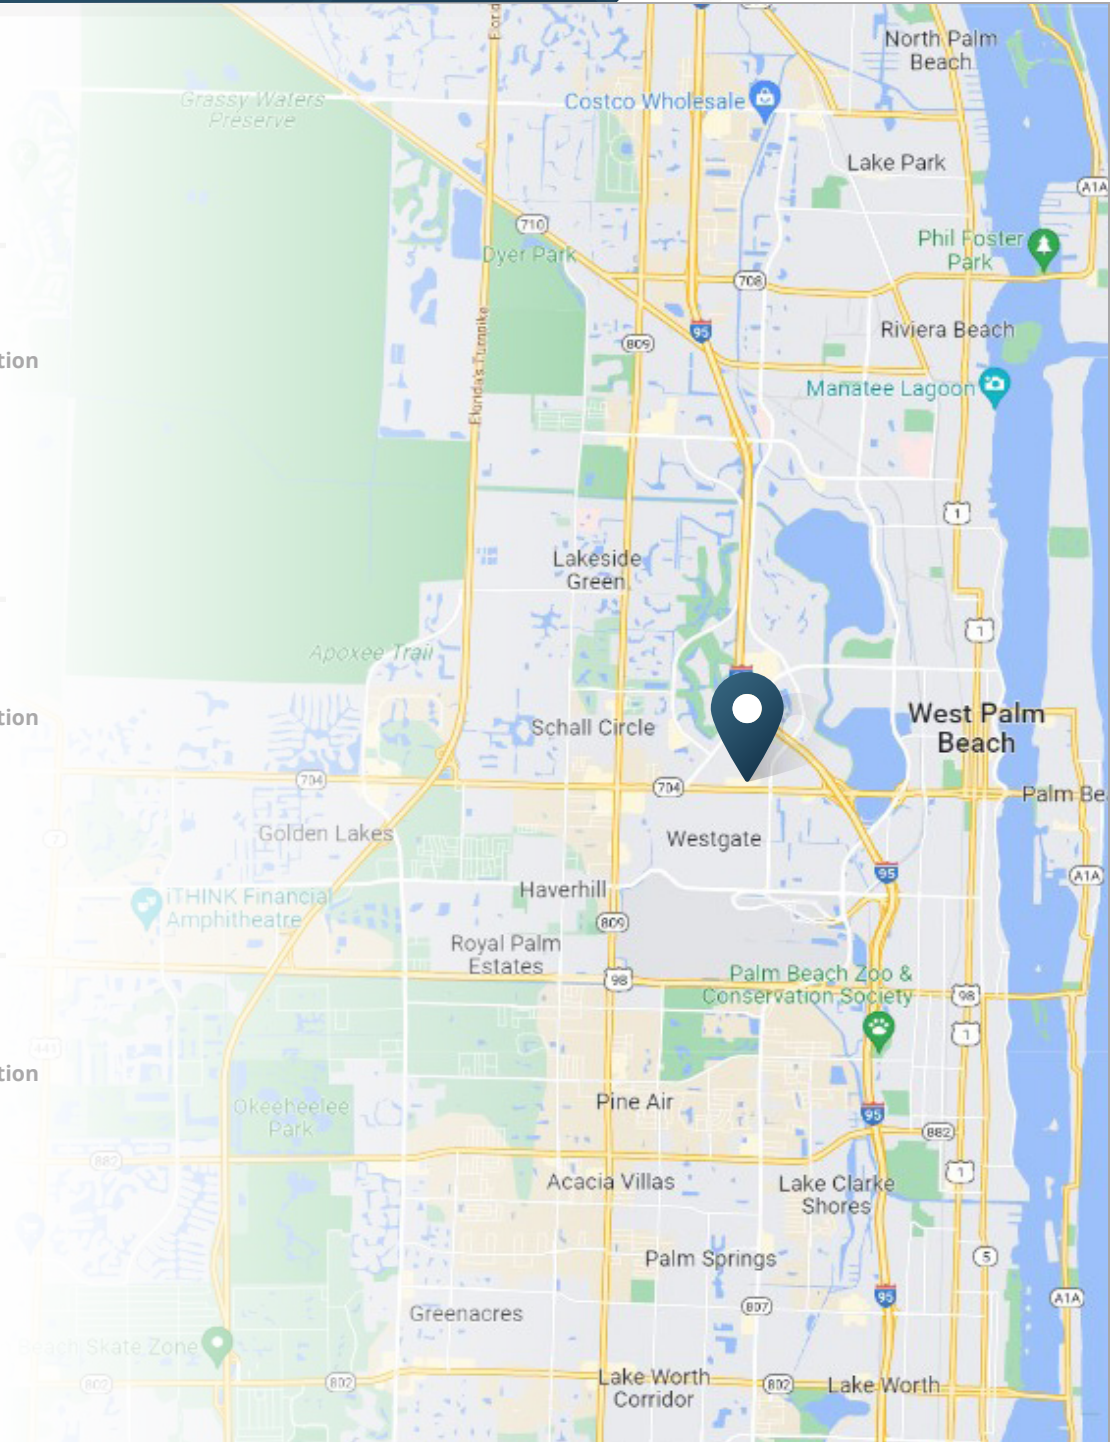 Florid
North Palm
Beach
Grassy Waters
Preserve
Costco Wholesale
Lake Park
A1A
710
Dyer Park
Phil Foster
Park
708
95
Riviera Beach
809
Florida's Turnpike
tion
Manatee Lagoon
1
Lakeside
Green
1
Apoxee Trail
tion
Schall Circle
West Palm
Beach
704
704
Palm Be
7
Golden Lakes
Westgate
95
A1A
iTHINK Financial
Amphitheatre
Haverhill
809
Royal Palm
Estates
98
Palm Beach Zoo &
Conservation Society
98
1
441
tion
Okeeheelee
Park
Pine Air
95
882
882
1
Acacia Villas
Lake Clarke
Shores
Palm Springs
5
95
A1A
807
Greenacres
Beach Skate Zone
802
802
Lake Worth
Corridor
802
Lake Worth